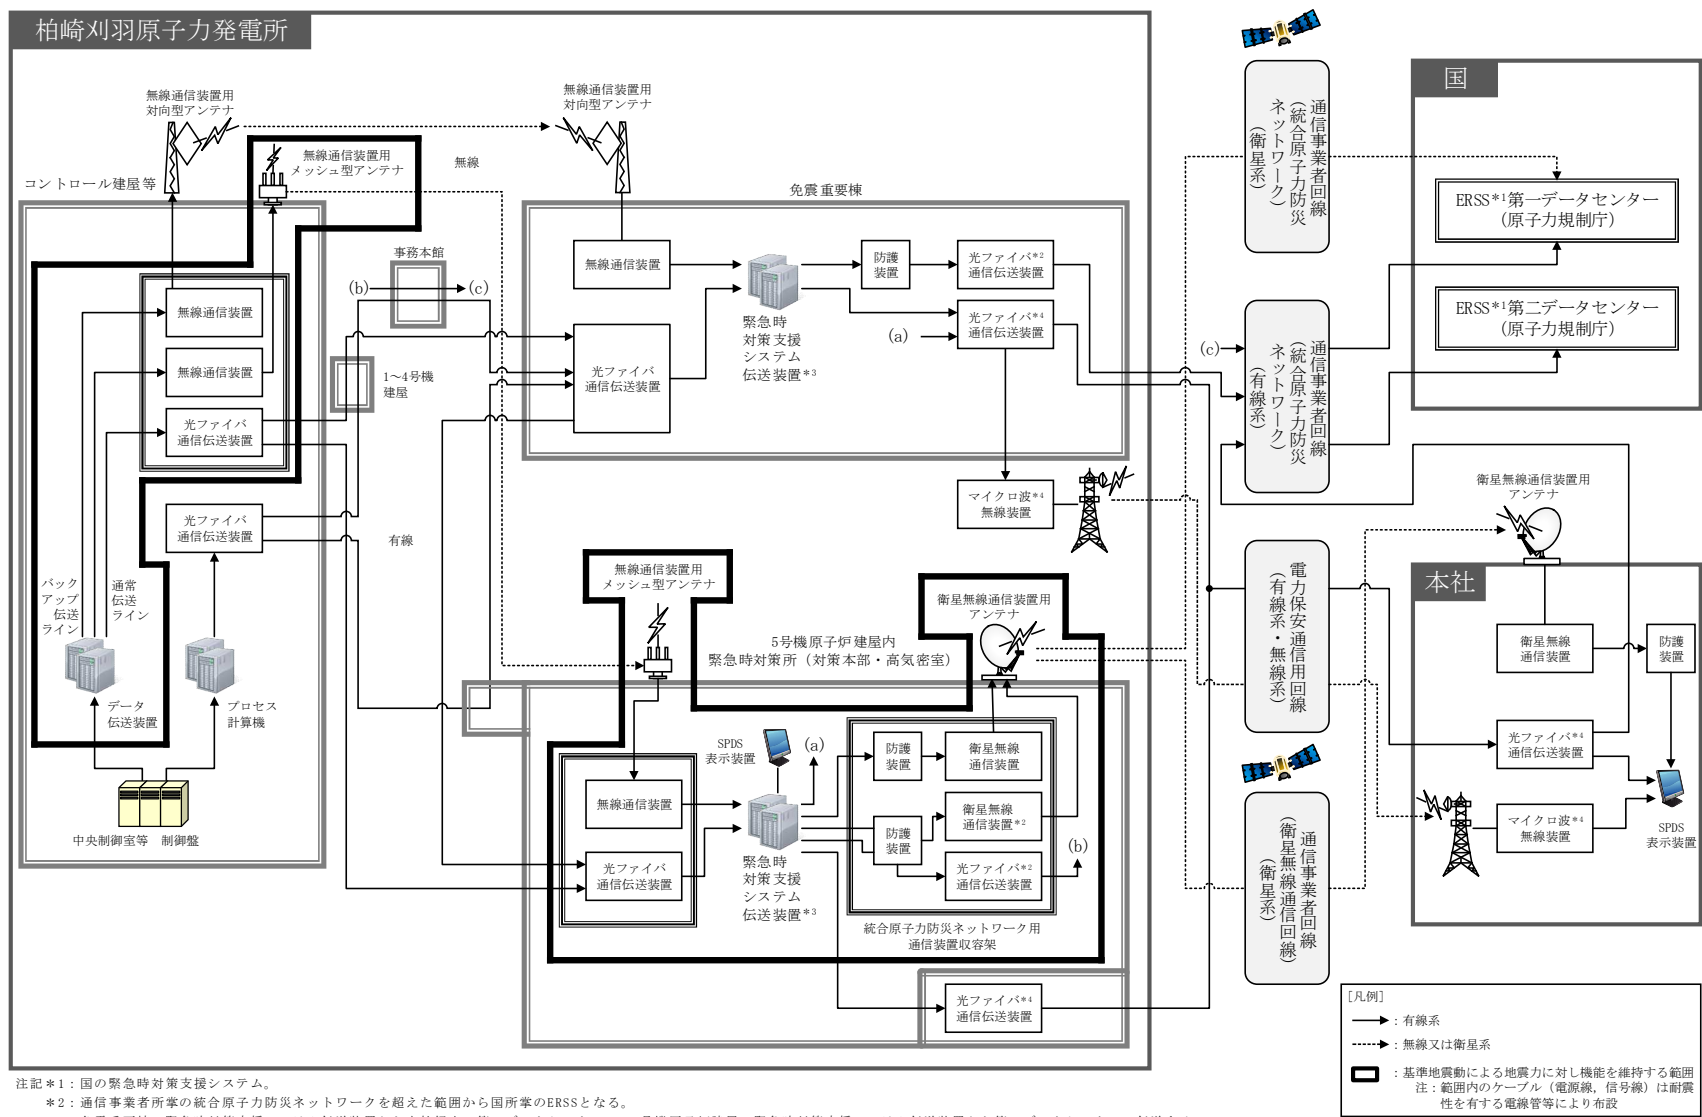 柏崎刈羽原子力発電所
無線通信装置用
対向型アンテナ
無線通信装置用
対向型アンテナ
無線通信装置用
メッシュ型アンテナ
無線
コントロール建屋等
免震重要棟
事務本館
(b)
(c)
無線通信装置
無線通信装置
光ファイバ
通信伝送装置
1～4号機
建屋
光ファイバ
通信伝送装置
有線
バック
アップ
伝送
ライン
通常
伝送
ライン
データ
伝送装置
プロセス
計算機
中央制御室等 制御盤
無線通信装置
光ファイバ
通信伝送装置
緊急時
対策支援
システム
伝送装置*3
防護
装置
光ファイバ*2
通信伝送装置
光ファイバ*4
通信伝送装置
(a)
マイクロ波*4
無線装置
無線通信装置用
メッシュ型アンテナ
衛星無線通信装置用
アンテナ
5号機原子炉建屋内
緊急時対策所（対策本部・高気密室）
SPDS
表示装置
(a)
無線通信装置
光ファイバ
通信伝送装置
緊急時
対策支援
システム
伝送装置*3
防護
装置
衛星無線
通信装置
防護
装置
衛星無線
通信装置*2
光ファイバ*2
通信伝送装置
(b)
統合原子力防災ネットワーク用
通信装置収容架
光ファイバ*4
通信伝送装置
通信事業者回線
(統合原子力防災
ネットワーク)
(衛星系)
(c)
通信事業者回線
(統合原子力防災
ネットワーク)
(有線系)
電力保安通信用回線
(有線系・無線系)
通信事業者回線
(衛星無線通信回線)
(衛星系)
国
ERSS*1第一データセンター
（原子力規制庁）
ERSS*1第二データセンター
（原子力規制庁）
衛星無線通信装置用
アンテナ
本社
衛星無線
通信装置
防護
装置
光ファイバ*4
通信伝送装置
マイクロ波*4
無線装置
SPDS
表示装置
[凡例]
：有線系
：無線又は衛星系
：基準地震動による地震力に対し機能を維持する範囲
注：範囲内のケーブル（電源線，信号線）は耐震
性を有する電線管等により布設
注記＊1：国の緊急時対策支援システム。
＊2：通信事業者所掌の統合原子力防災ネットワークを超えた範囲から国所掌のERSSとなる。